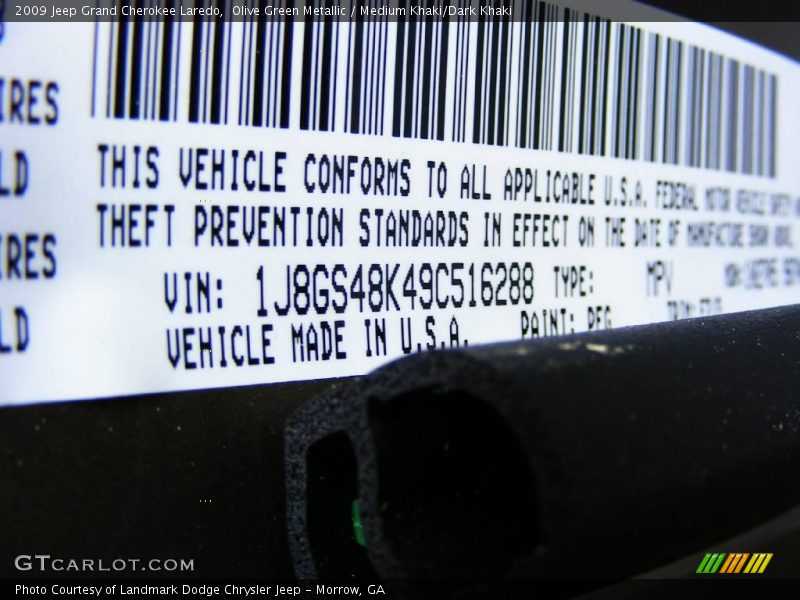 2009 Jeep Grand Cherokee Laredo, Olive Green Metallic / Medium Khaki/Dark Khaki
IRES
LD
IRES
LD
THIS VEHICLE CONFORMS TO ALL APPLICABLE U.S.A. FEDERAL MOTOR VEHICLE SAFETY
THEFT PREVENTION STANDARDS IN EFFECT ON THE DATE OF MANUFACTURE SHOWN ABOVE.
VIN: 1J8GS48K49C516288 TYPE: MPV
VEHICLE MADE IN U.S.A. PAINT: PFG
GTCARLOT.COM
Photo Courtesy of Landmark Dodge Chrysler Jeep – Morrow, GA